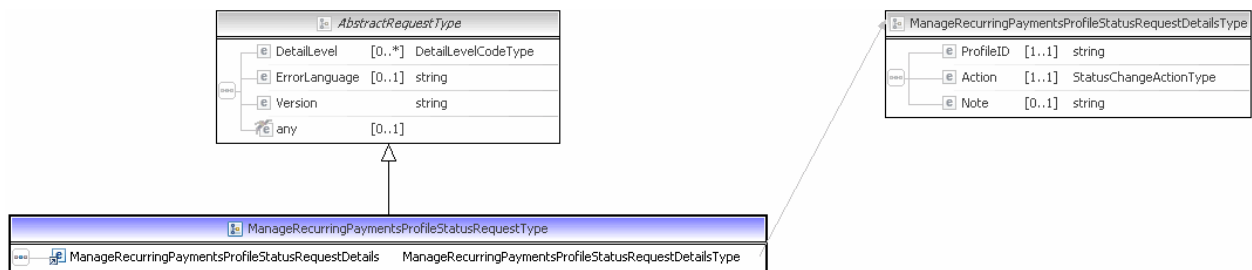 AbstractRequestType
DetailLevel [0..*] DetailLevelCodeType
ErrorLanguage [0..1] string
Version string
any [0..1]
ManageRecurringPaymentsProfileStatusRequestDetailsType
ProfileID [1..1] string
Action [1..1] StatusChangeActionType
Note [0..1] string
ManageRecurringPaymentsProfileStatusRequestType
ManageRecurringPaymentsProfileStatusRequestDetails ManageRecurringPaymentsProfileStatusRequestDetailsType